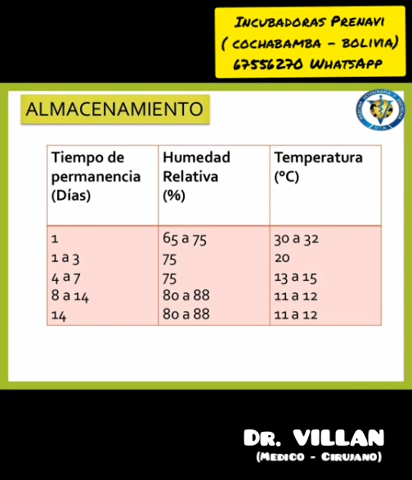 Incubadoras Prenavi
( cochabamba - bolivia)
67556270 WhatsApp
ALMACENAMIENTO
Tiempo de permanencia (Días) Humedad Relativa (%) Temperatura (°C)
1 65 a 75 30 a 32
1 a 3 75 20
4 a 7 75 13 a 15
8 a 14 80 a 88 11 a 12
14 80 a 88 11 a 12
Dr. VILLAN
(Medico - Cirujano)